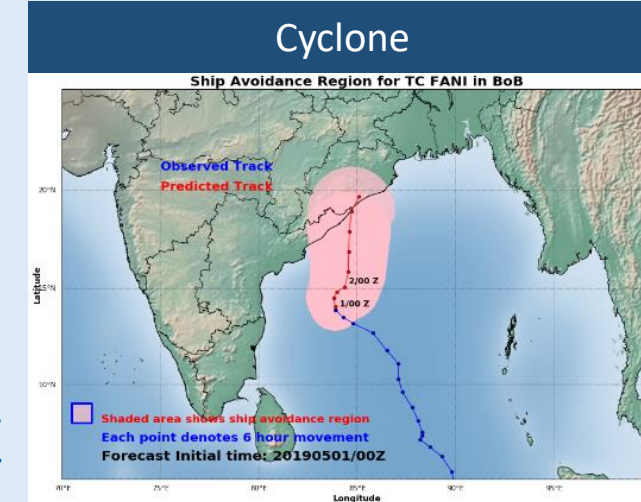 Cyclone
Ship Avoidance Region for TC FANI in BoB
Observed Track
Predicted Track
20°N
2/00 Z
15°N
1/00 Z
Latitude
10°N
Shaded area shows ship avoidance region
Each point denotes 6 hour movement
Forecast Initial time: 20190501/00Z
70°E 75°E 80°E 85°E 90°E 95°E
Longitude